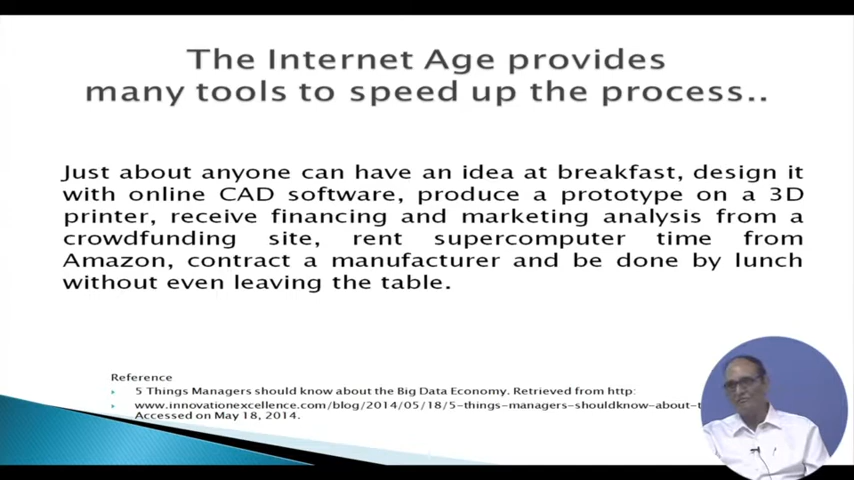 The Internet Age provides
many tools to speed up the process..
Just about anyone can have an idea at breakfast, design it
with online CAD software, produce a prototype on a 3D
printer, receive financing and marketing analysis from a
crowdfunding site, rent supercomputer time from
Amazon, contract a manufacturer and be done by lunch
without even leaving the table.
Reference
5 Things Managers should know about the Big Data Economy. Retrieved from http:
www.innovationexcellence.com/blog/2014/05/18/5-things-managers-shouldknow-about-t
Accessed on May 18, 2014.